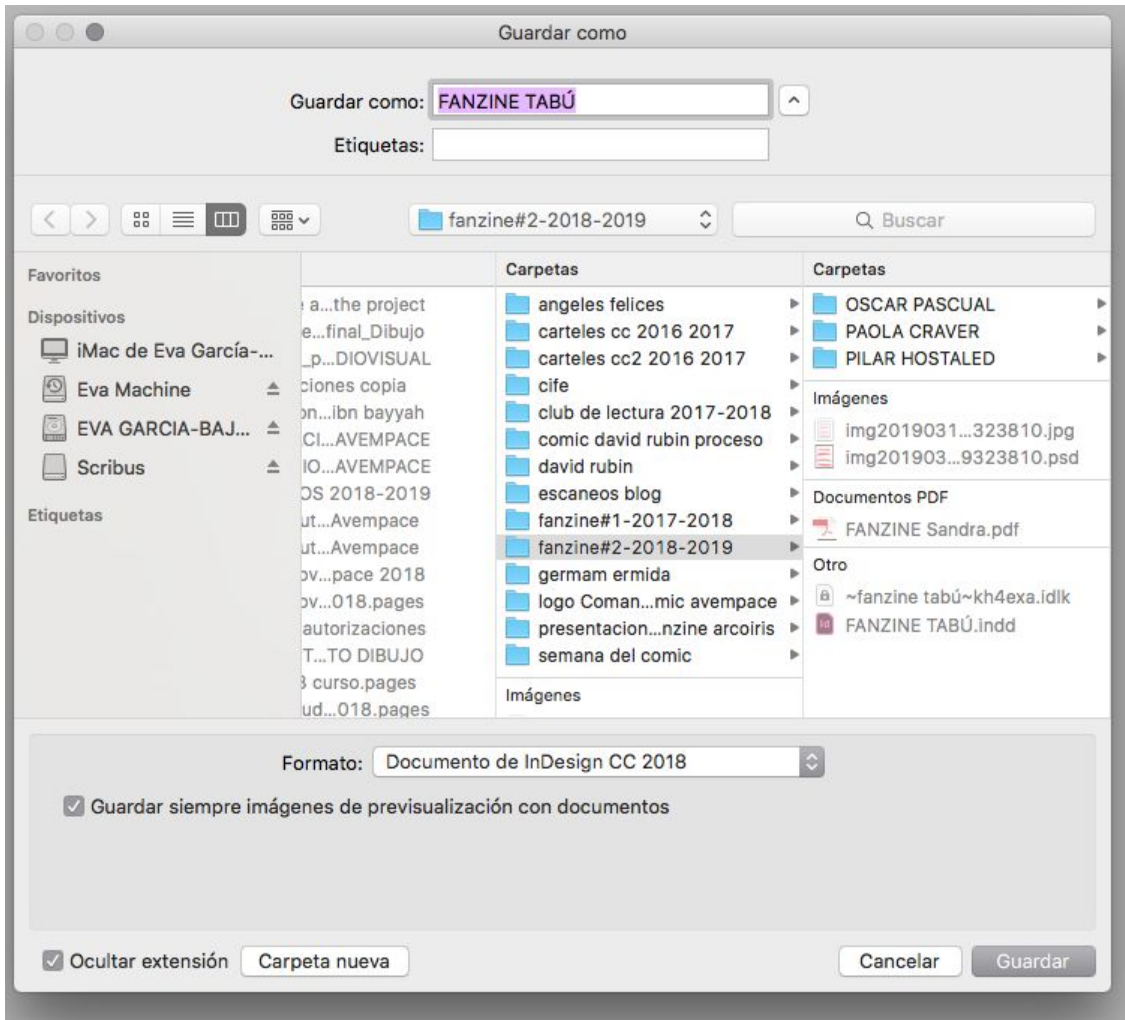 Guardar como
Guardar como: FANZINE TABÚ
Etiquetas:
fanzine#2-2018-2019
Buscar
Favoritos
Dispositivos
iMac de Eva García-...
Eva Machine
EVA GARCIA-BAJ...
Scribus
Etiquetas
a...the project
e...final_Dibujo
_p...DIOVISUAL
ciones copia
on...ibn bayyah
CI...AVEMPACE
IO...AVEMPACE
OS 2018-2019
ut...Avempace
ut...Avempace
ov...pace 2018
ov...018.pages
autorizaciones
T...TO DIBUJO
3 curso.pages
ud...018.pages
Carpetas
angeles felices
carteles cc 2016 2017
carteles cc2 2016 2017
cife
club de lectura 2017-2018
comic david rubin proceso
david rubin
escaneos blog
fanzine#1-2017-2018
fanzine#2-2018-2019
germam ermida
logo Coman...mic avempace
presentacion...nzine arcoiris
semana del comic
Imágenes
Carpetas
OSCAR PASCUAL
PAOLA CRAVER
PILAR HOSTALED
Imágenes
img2019031...323810.jpg
img201903...9323810.psd
Documentos PDF
FANZINE Sandra.pdf
Otro
~fanzine tabú~kh4exa.idlk
FANZINE TABÚ.indd
Formato: Documento de InDesign CC 2018
Guardar siempre imágenes de previsualización con documentos
Ocultar extensión
Carpeta nueva
Cancelar
Guardar